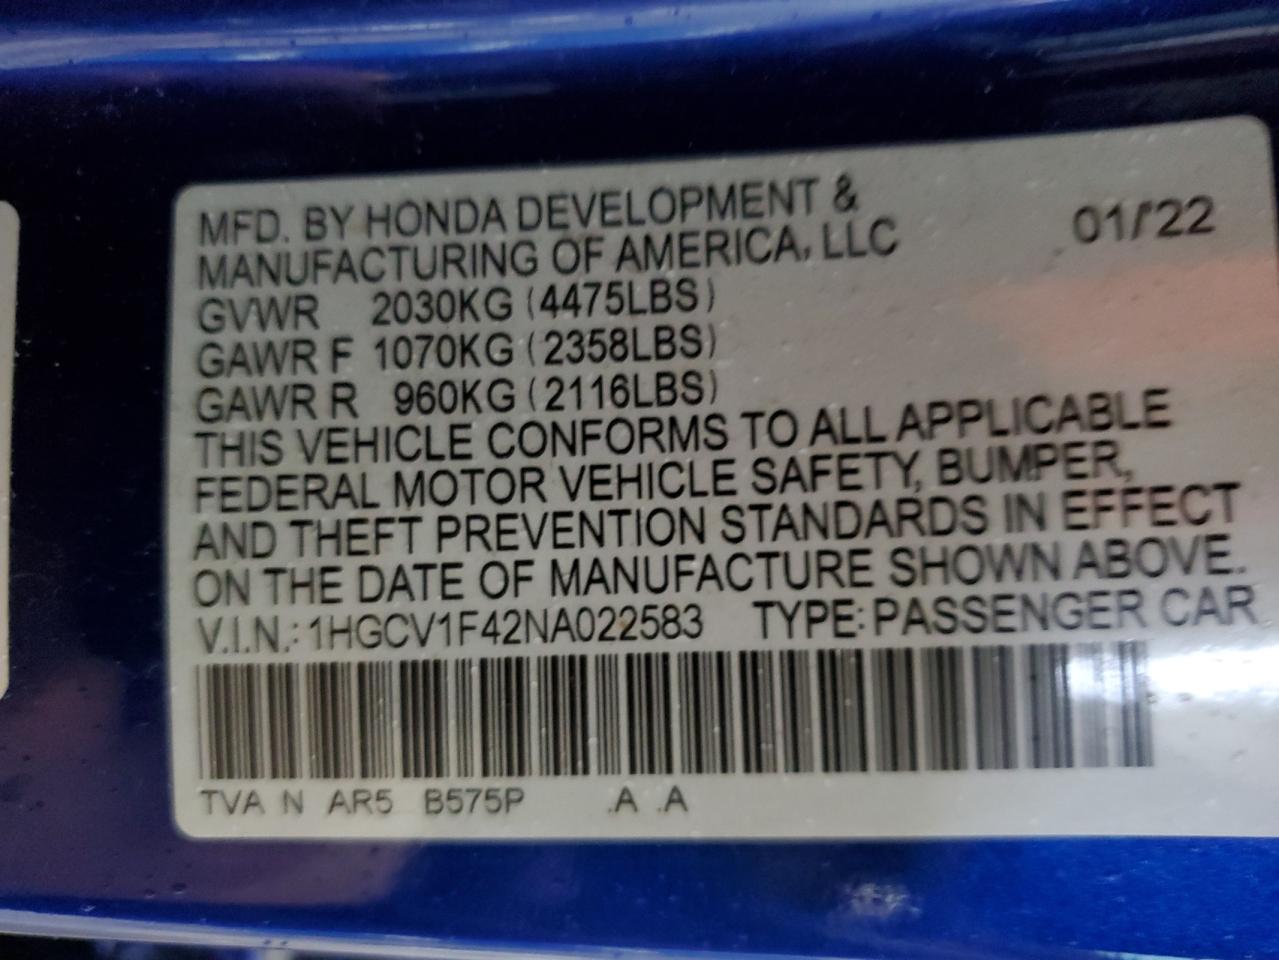 MFD. BY HONDA DEVELOPMENT &
MANUFACTURING OF AMERICA, LLC 01/'22
GVWR 2030KG (4475LBS)
GAWR F 1070KG (2358LBS)
GAWR R 960KG (2116LBS)
THIS VEHICLE CONFORMS TO ALL APPLICABLE
FEDERAL MOTOR VEHICLE SAFETY, BUMPER,
AND THEFT PREVENTION STANDARDS IN EFFECT
ON THE DATE OF MANUFACTURE SHOWN ABOVE.
V.I.N.: 1HGCV1F42NA022583 TYPE: PASSENGER CAR
TVA N AR5 B575P .A .A